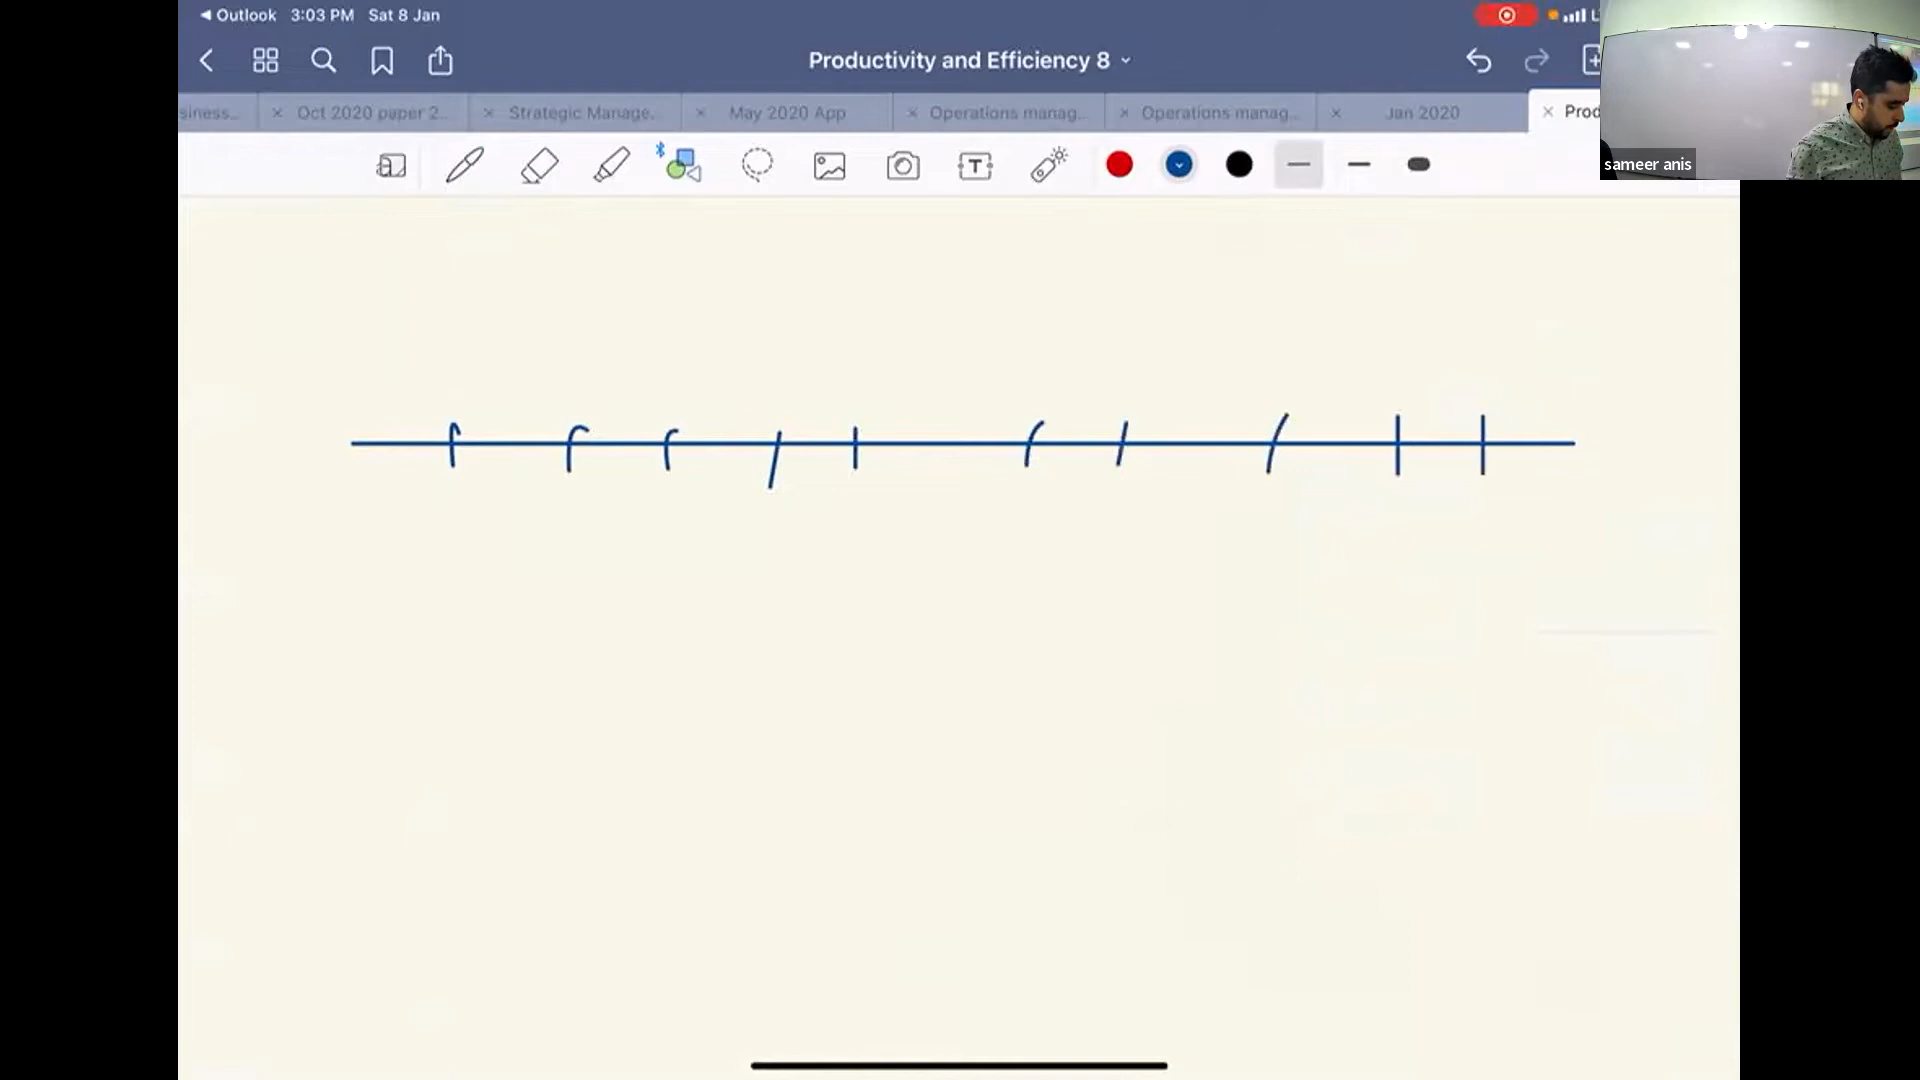 Outlook 3:03 PM Sat 8 Jan
Productivity and Efficiency 8
siness... Oct 2020 paper 2... Strategic Manage... May 2020 App Operations manag... Operations manag... Jan 2020 Prod
T
sameer anis